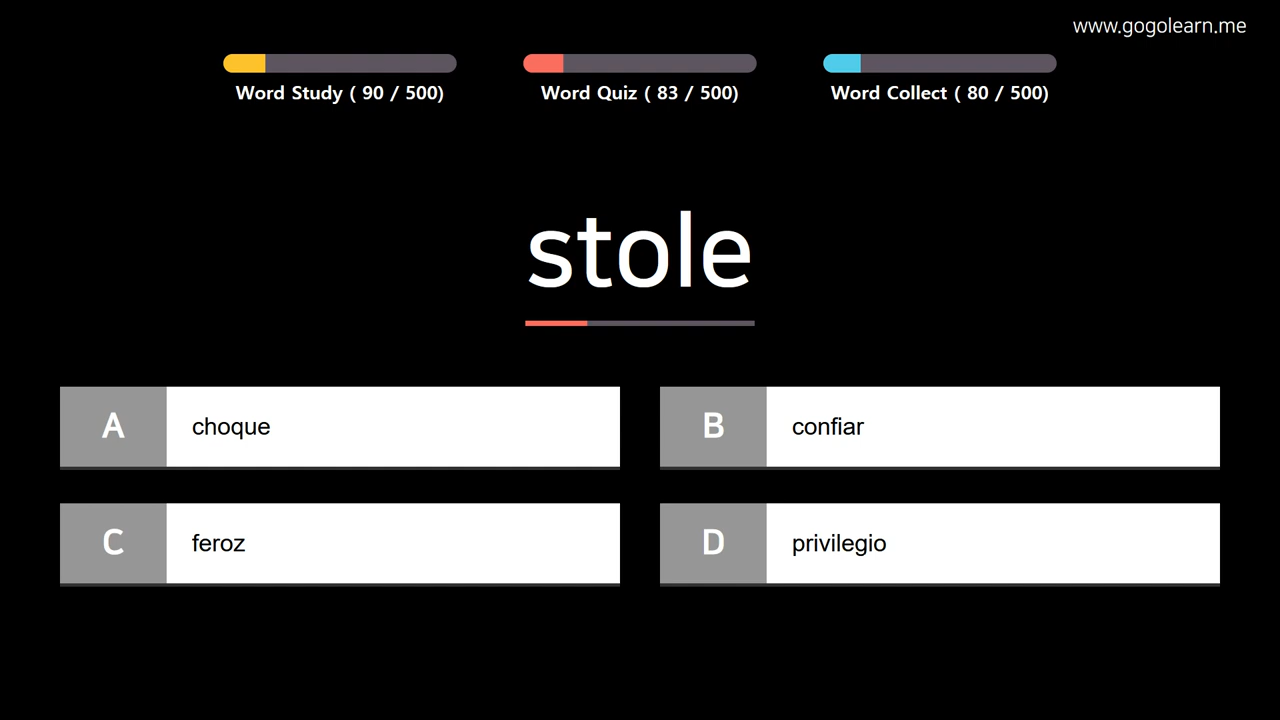 www.gogolearn.me
Word Study ( 90 / 500)
Word Quiz ( 83 / 500)
Word Collect ( 80 / 500)
stole
A choque
B confiar
C feroz
D privilegio